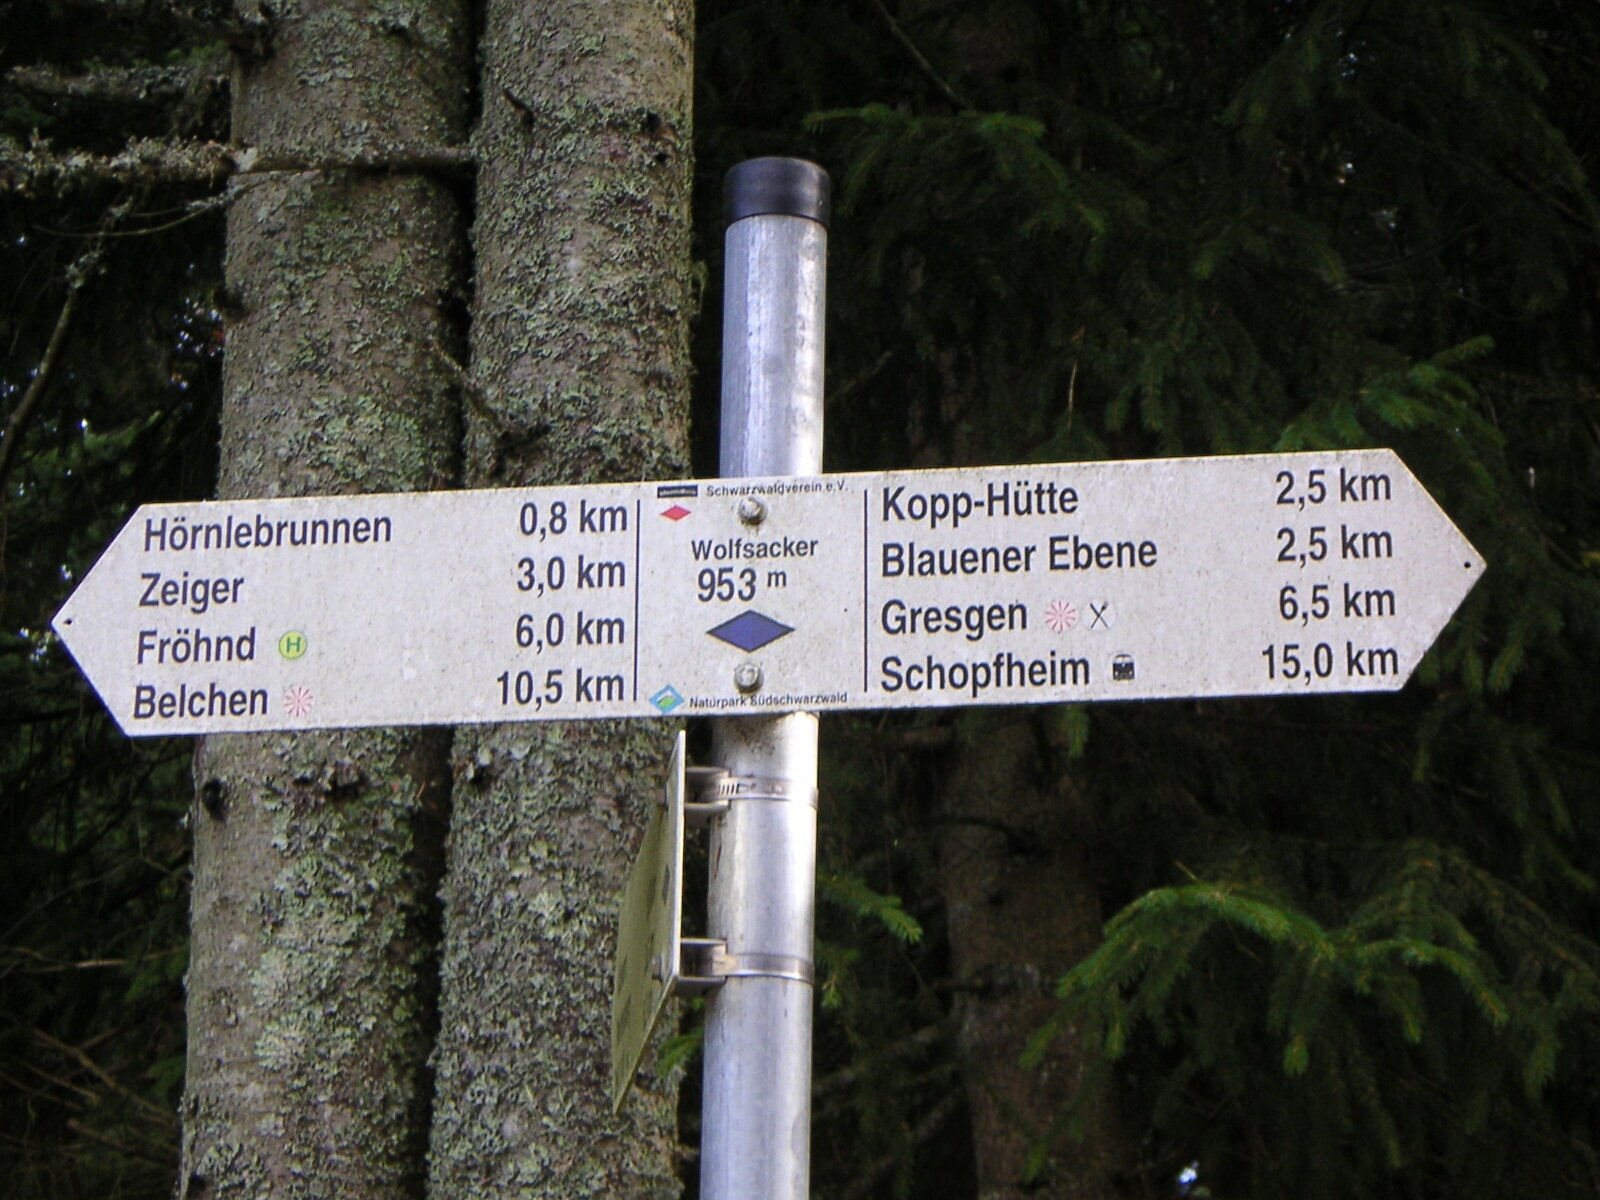 Hörnlebrunnen 0,8 km
Zeiger 3,0 km
Fröhnd H 6,0 km
Belchen 10,5 km
Schwarzwaldverein e.V.
Wolfsacker
953 m
Naturpark Südschwarzwald
Kopp-Hütte 2,5 km
Blauener Ebene 2,5 km
Gresgen 6,5 km
Schopfheim 15,0 km